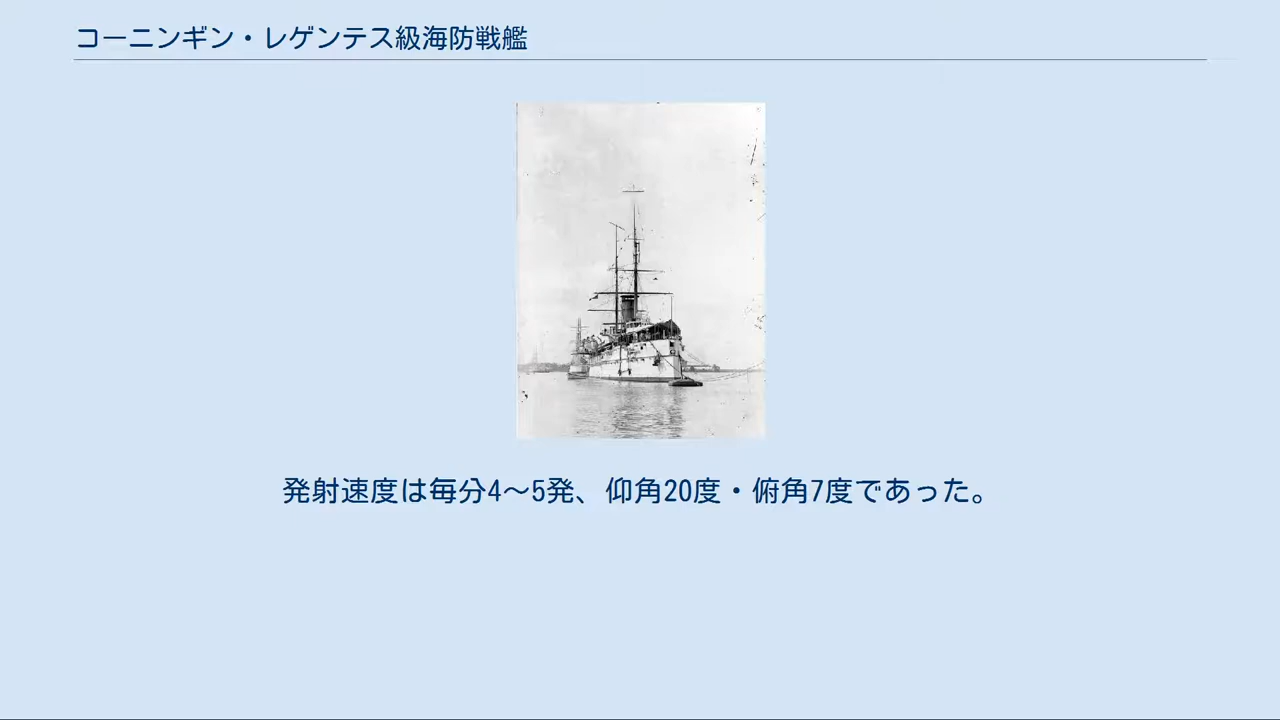 コーニンギン・レゲンテス級海防戦艦
発射速度は毎分4～5発、仰角20度・俯角7度であった。